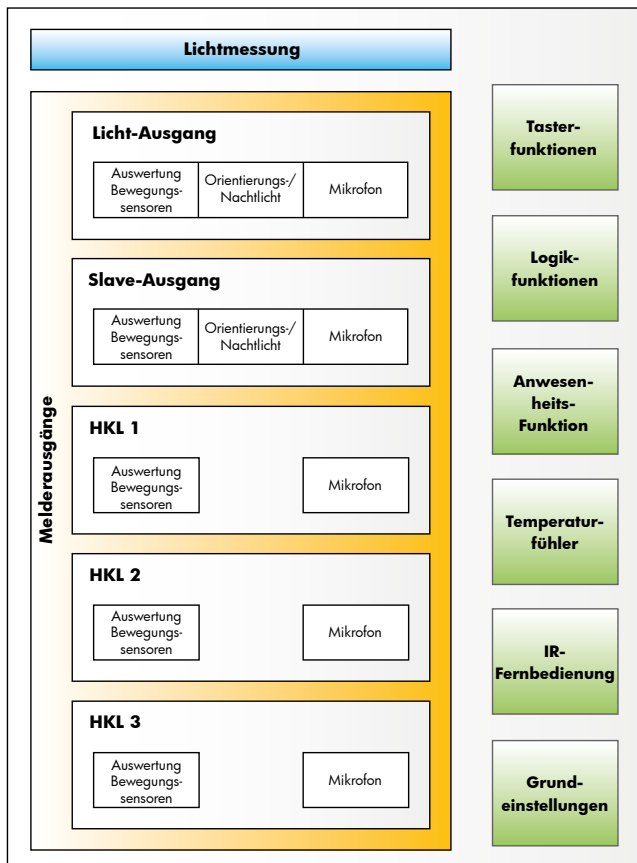 Lichtmessung
Melderausgänge
Licht-Ausgang
Auswertung
Bewegungs-
sensoren
Orientierungs-/
Nachtlicht
Mikrofon
Slave-Ausgang
Auswertung
Bewegungs-
sensoren
Orientierungs-/
Nachtlicht
Mikrofon
HKL 1
Auswertung
Bewegungs-
sensoren
Mikrofon
HKL 2
Auswertung
Bewegungs-
sensoren
Mikrofon
HKL 3
Auswertung
Bewegungs-
sensoren
Mikrofon
Taster-
funktionen
Logik-
funktionen
Anwesen-
heits-
Funktion
Temperatur-
fühler
IR-
Fernbedienung
Grund-
einstellungen